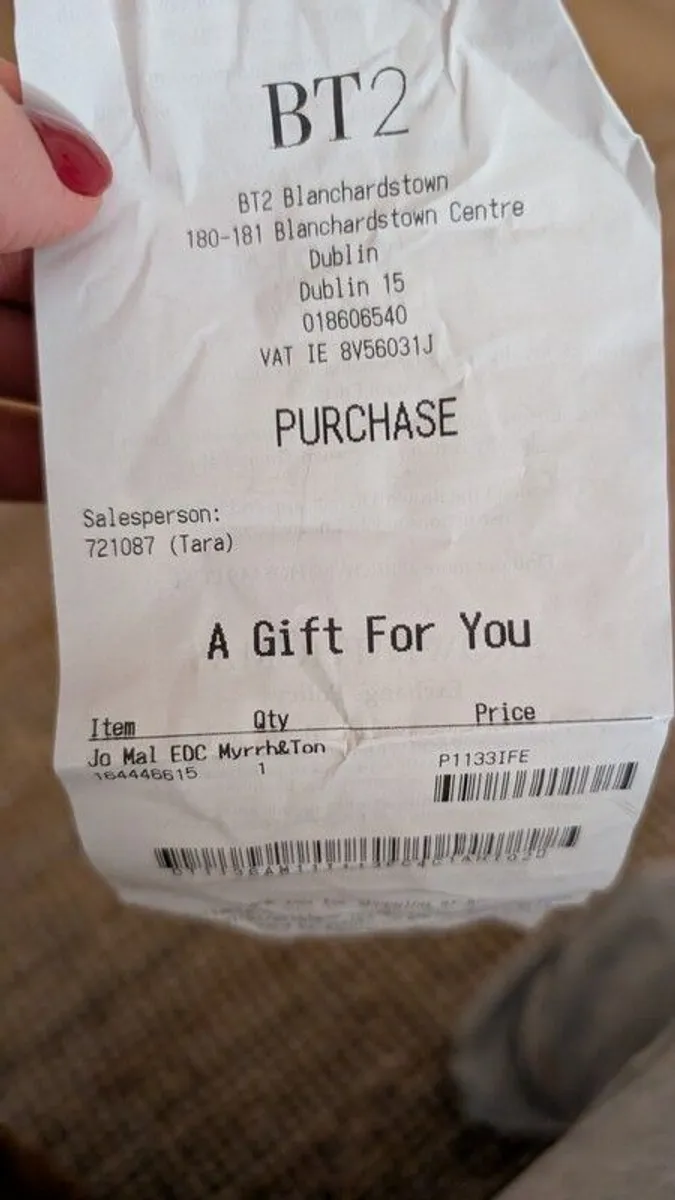 BT2
BT2 Blanchardstown
180-181 Blanchardstown Centre
Dublin
Dublin 15
018606540
VAT IE 8V56031J
PURCHASE
Salesperson:
721087 (Tara)
A Gift For You
Item Qty Price
Jo Mal EDC Myrrh&Ton
164446615 1 P1133IFE